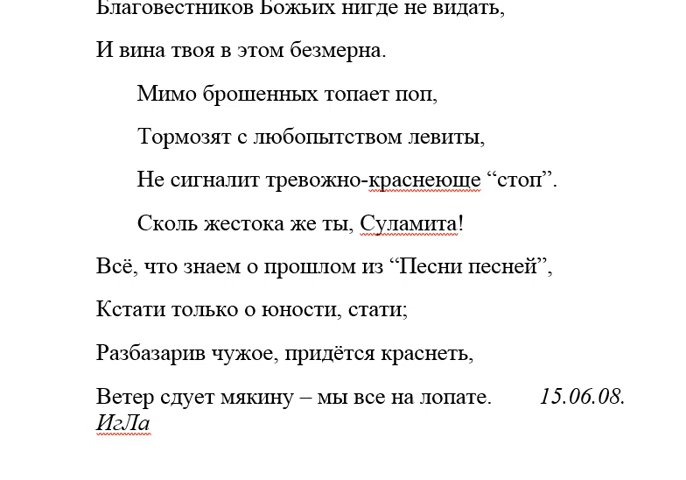 Благовестников Божьих нигде не видать,
И вина твоя в этом безмерна.
Мимо брошенных топает поп,
Тормозят с любопытством левиты,
Не сигналит тревожно-краснеюще “стоп”.
Сколь жестока же ты, Суламита!
Всё, что знаем о прошлом из “Песни песней”,
Кстати только о юности, стати;
Разбазарив чужое, придётся краснеть,
Ветер сдует мякину – мы все на лопате. 15.06.08.
ИгЛа